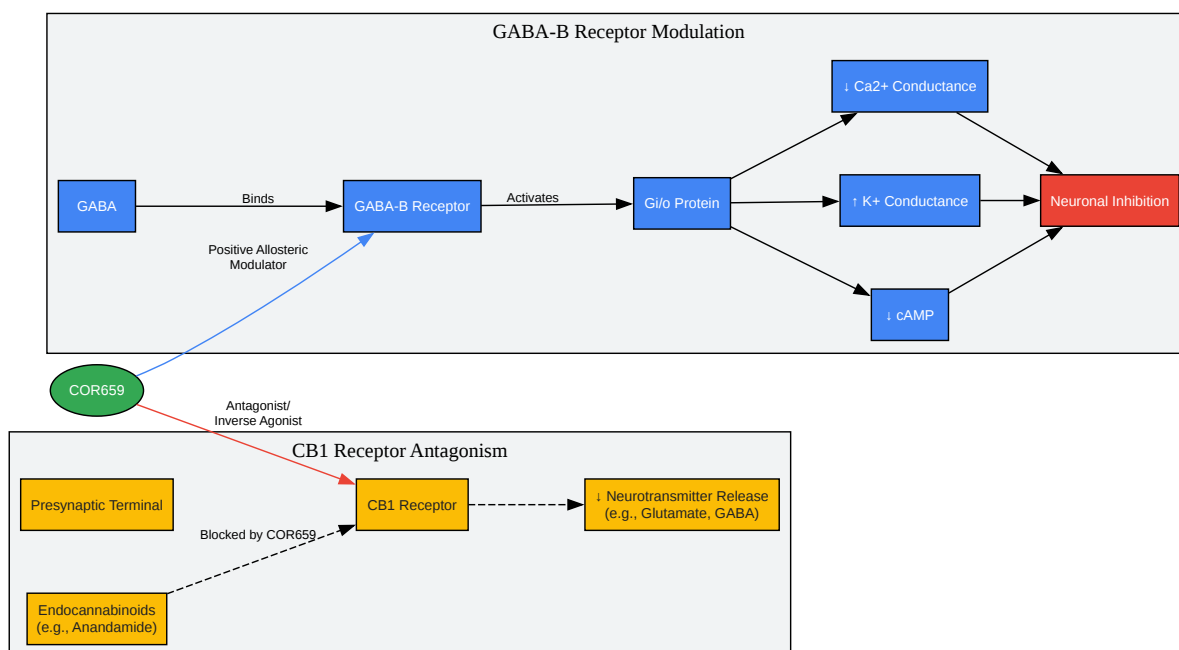 GABA-B Receptor Modulation
↓ Ca2+ Conductance
GABA
Binds
GABA-B Receptor
Activates
Gi/o Protein
↑ K+ Conductance
Neuronal Inhibition
Positive Allosteric
Modulator
↓ cAMP
COR659
Antagonist/
Inverse Agonist
CB1 Receptor Antagonism
Presynaptic Terminal
CB1 Receptor
↓ Neurotransmitter Release
(e.g., Glutamate, GABA)
Blocked by COR659
Endocannabinoids
(e.g., Anandamide)